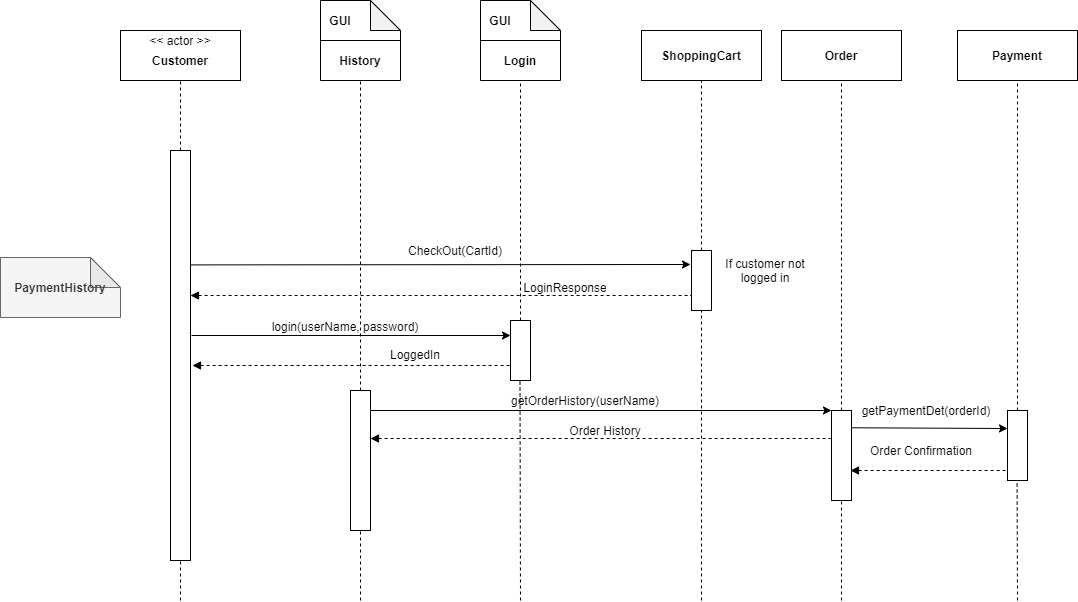 GUI
GUI
<< actor >>
Customer
History
Login
ShoppingCart
Order
Payment
CheckOut(CartId)
If customer not
logged in
PaymentHistory
LoginResponse
login(userName, password)
LoggedIn
getOrderHistory(userName)
getPaymentDet(orderId)
Order History
Order Confirmation